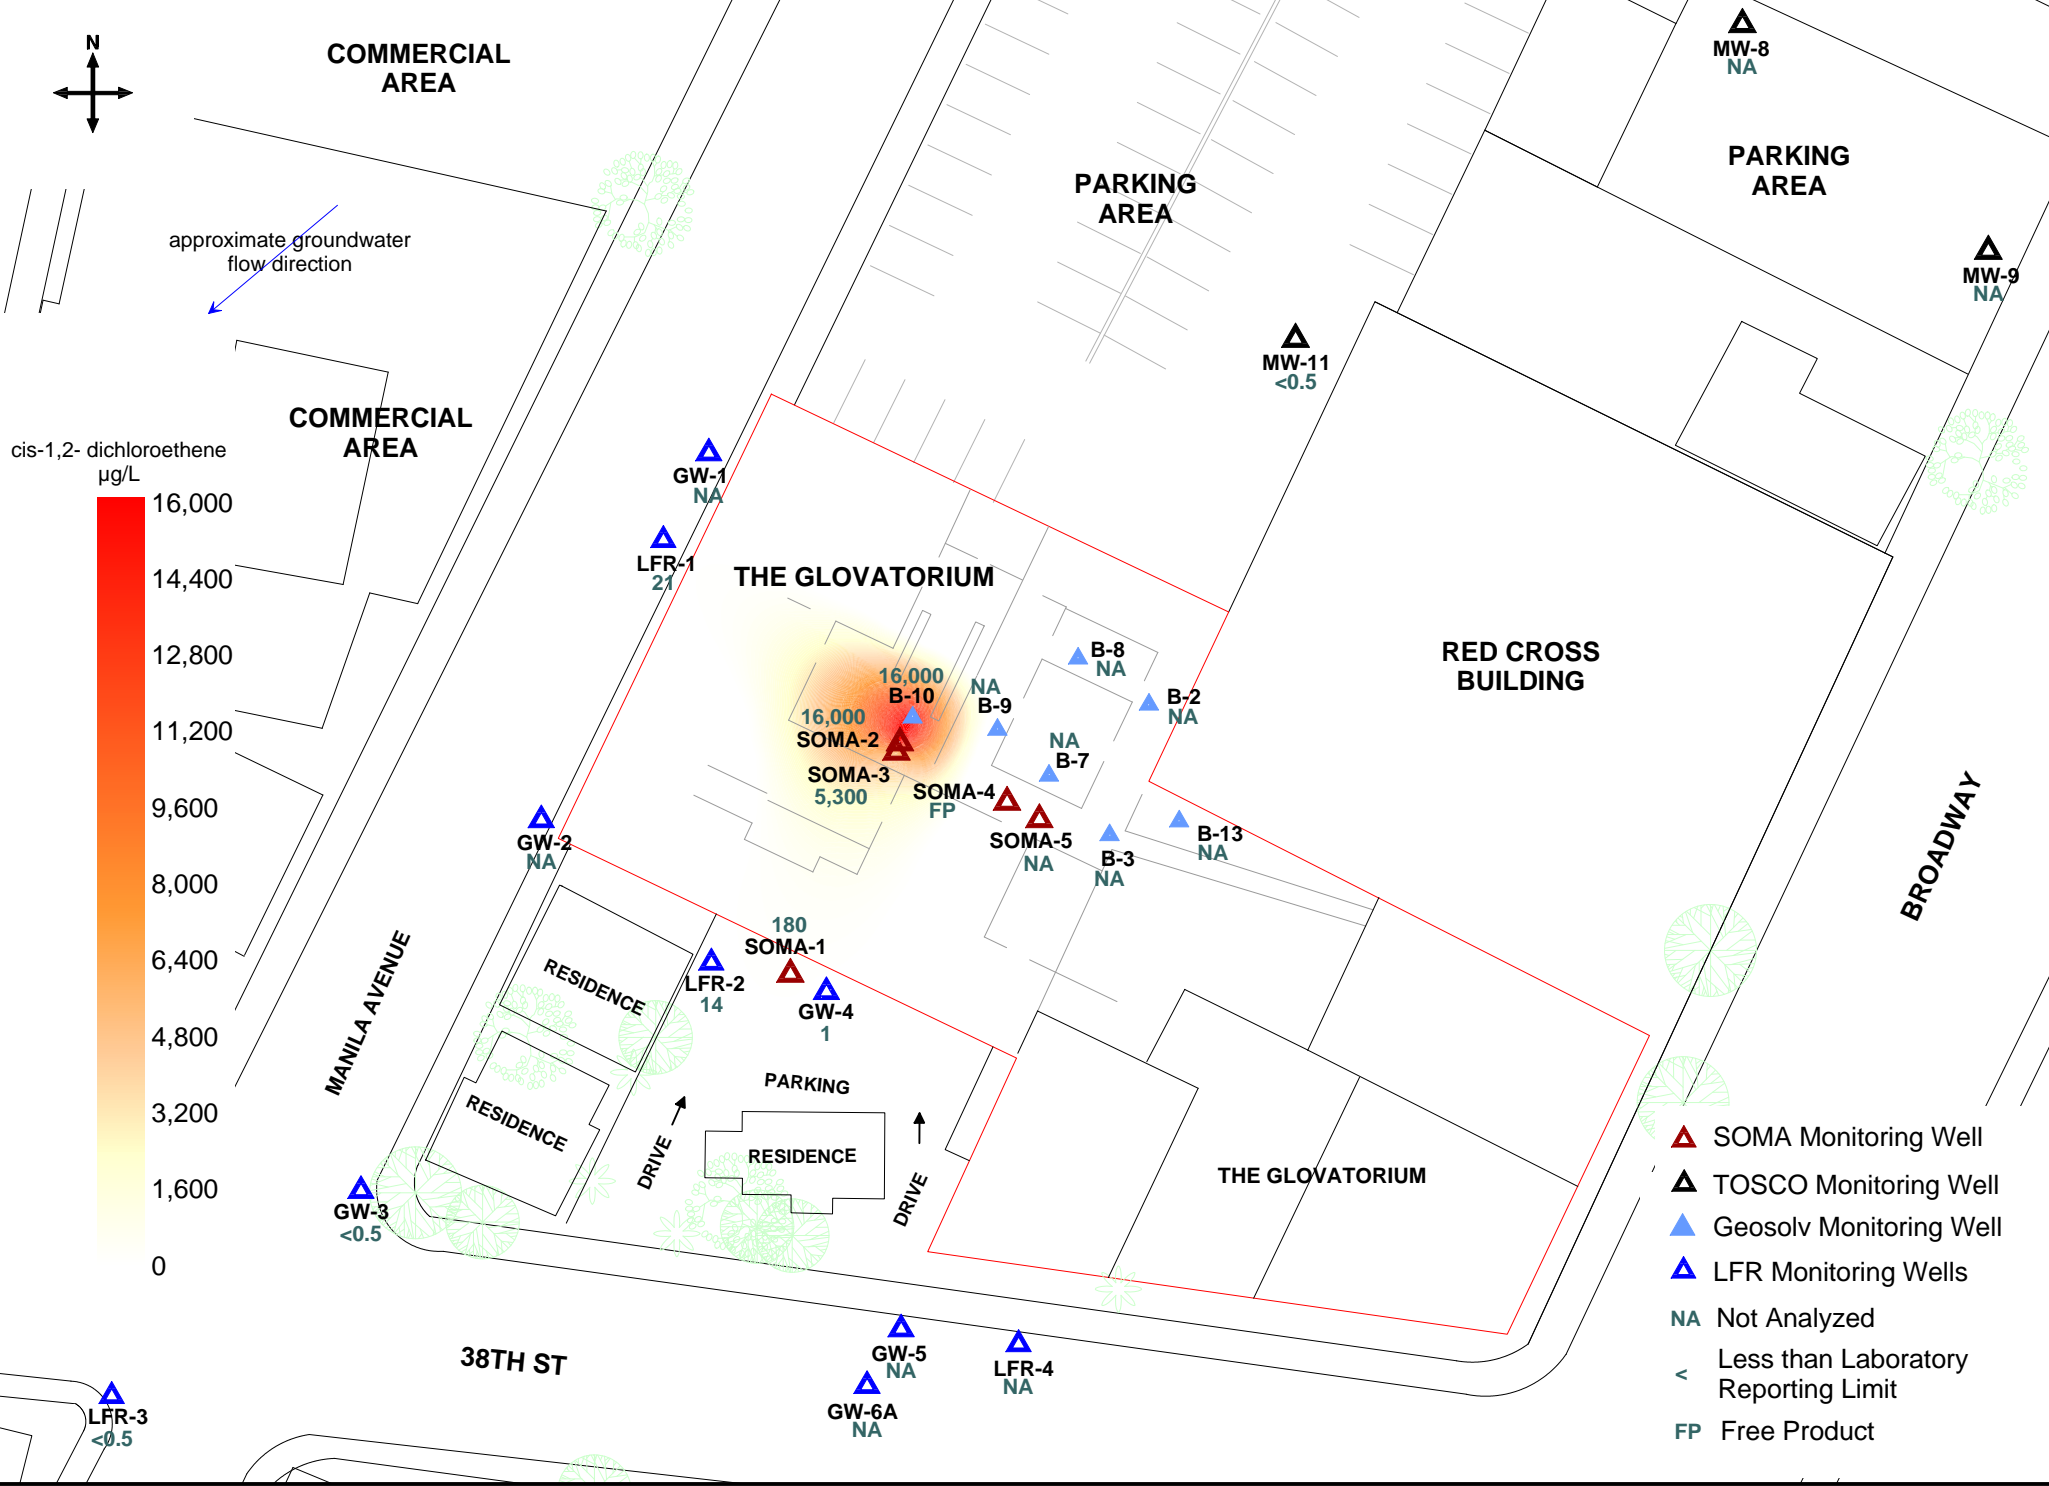 N
COMMERCIAL
AREA
MW-8
NA
PARKING
AREA
PARKING
AREA
approximate groundwater
flow direction
MW-9
NA
MW-11
<0.5
COMMERCIAL
AREA
cis-1,2- dichloroethene
µg/L
16,000
14,400
12,800
11,200
9,600
8,000
6,400
4,800
3,200
1,600
0
GW-1
NA
LFR-1
21
THE GLOVATORIUM
RED CROSS
BUILDING
B-8
NA
16,000
B-10
NA
B-9
B-2
NA
16,000
SOMA-2
NA
B-7
SOMA-3
5,300
SOMA-4
FP
SOMA-5
NA
B-3
NA
B-13
NA
GW-2
NA
BROADWAY
180
SOMA-1
LFR-2
14
GW-4
1
RESIDENCE
MANILA AVENUE
PARKING
RESIDENCE
DRIVE
RESIDENCE
DRIVE
THE GLOVATORIUM
GW-3
<0.5
38TH ST
GW-5
NA
LFR-4
NA
GW-6A
NA
LFR-3
<0.5
SOMA Monitoring Well
TOSCO Monitoring Well
Geosolv Monitoring Well
LFR Monitoring Wells
NA Not Analyzed
< Less than Laboratory
Reporting Limit
FP Free Product